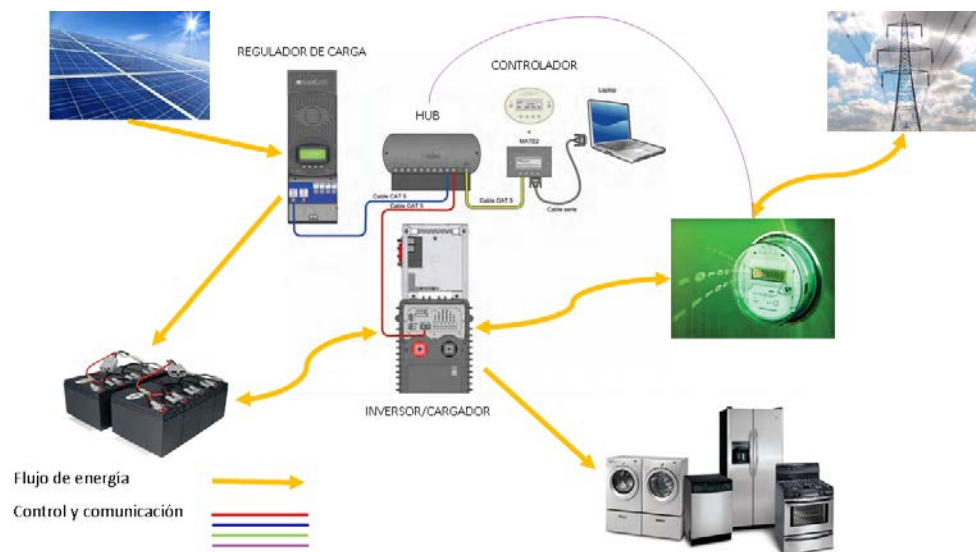 REGULADOR DE CARGA
CONTROLADOR
Laptop
HUB
MATE2
Cable CAT 5
Cable CAT 5
Cable CAT 5
Cable serie
INVERSOR/CARGADOR
Flujo de energía
Control y comunicación